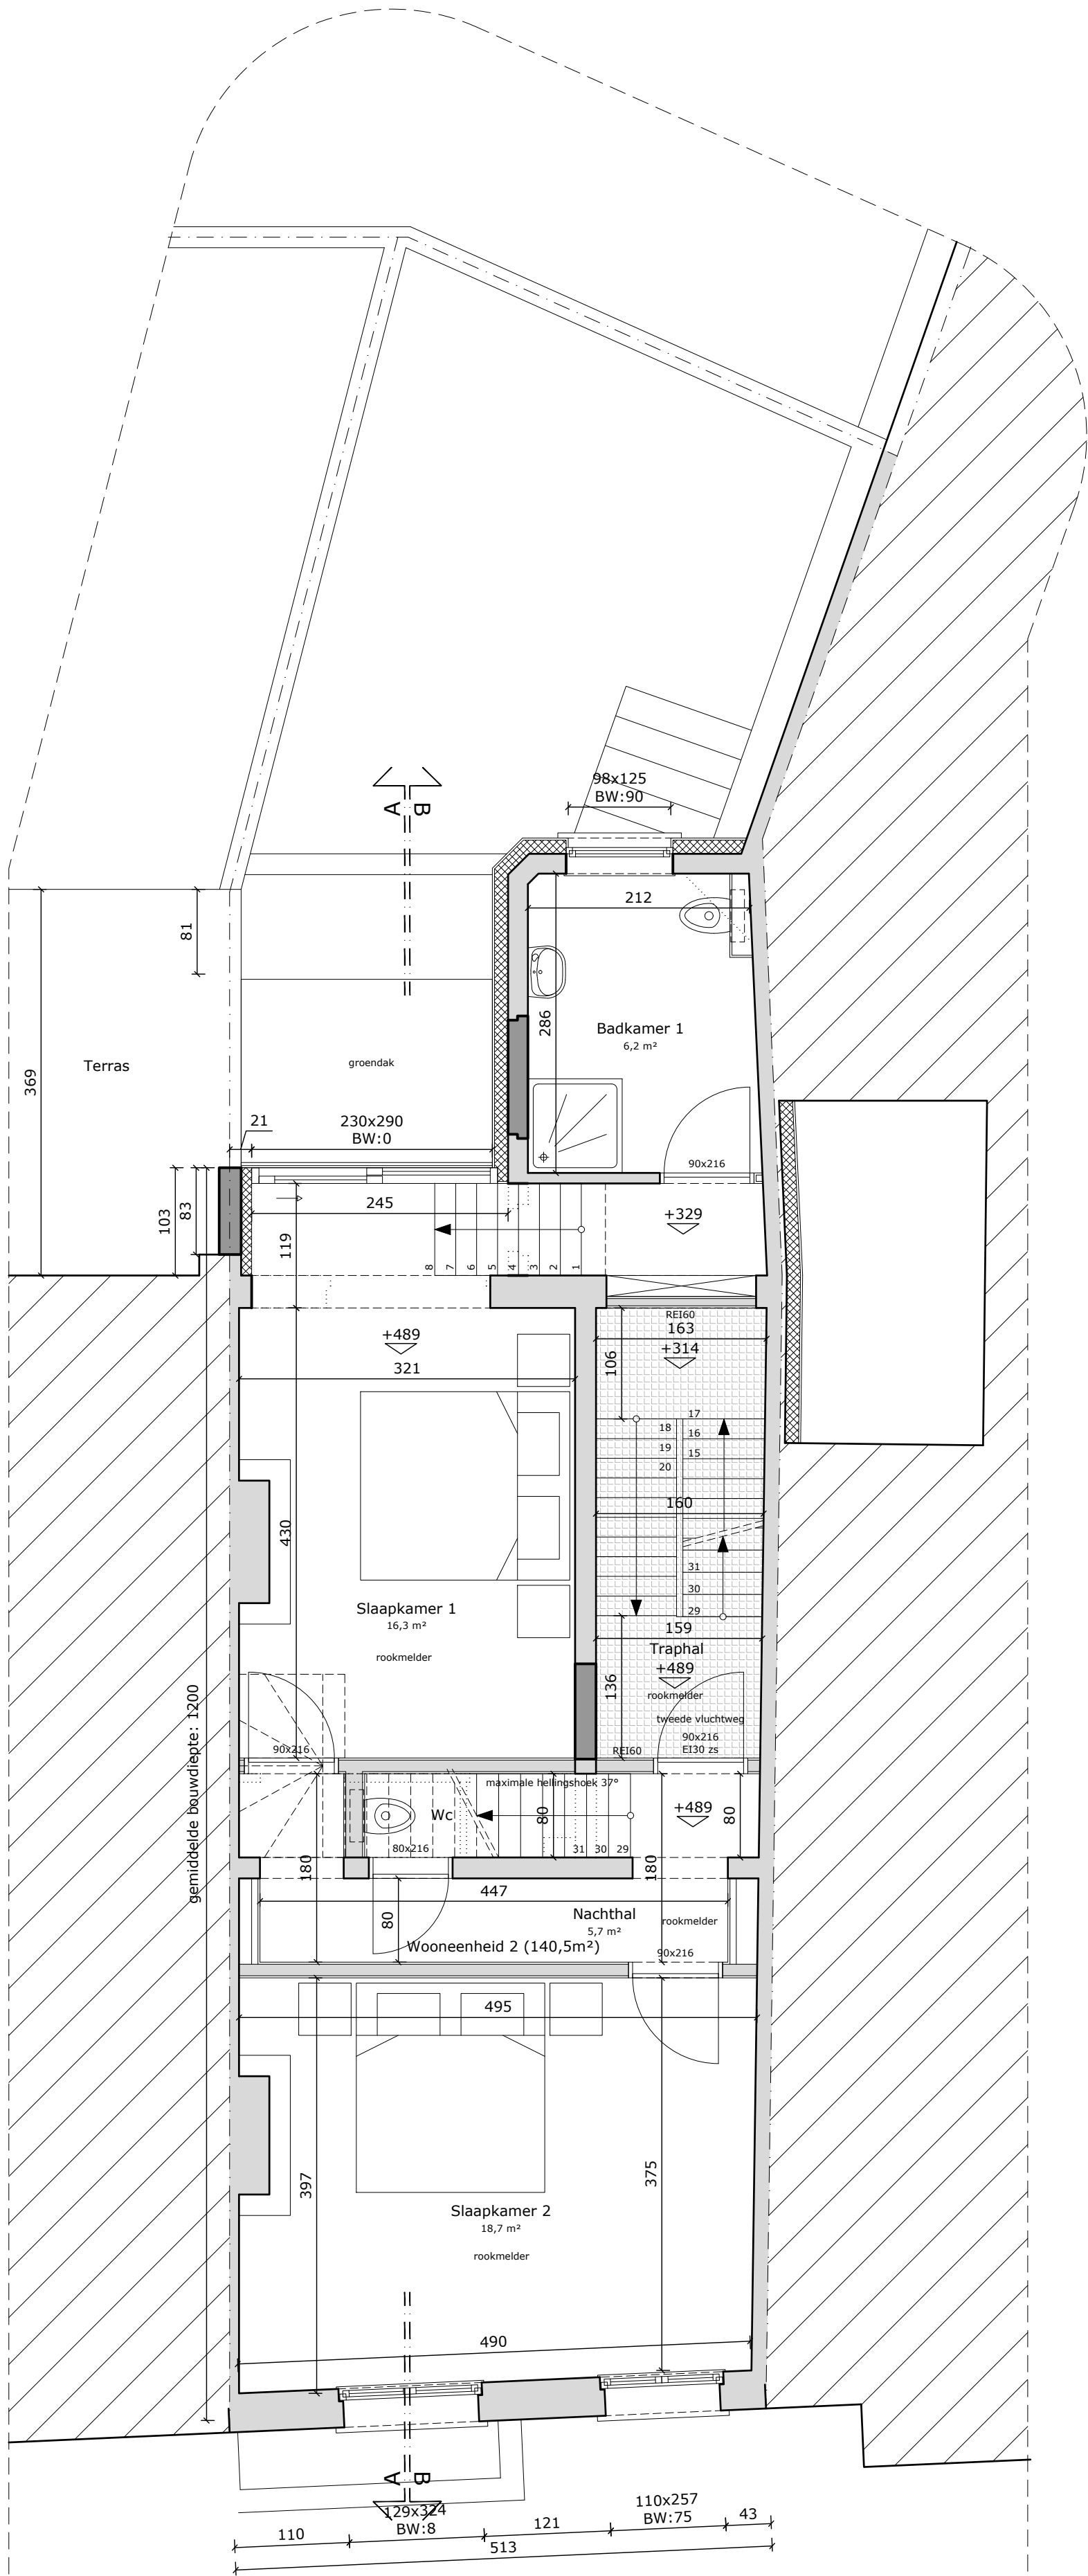 98x125
BW:90
A
B
212
81
286
Badkamer 1
6,2 m²
369
Terras
groendak
21
230x290
BW:0
90x216
103
83
245
+329
119
8
7
6
5
4
3
2
1
+489
REI60
163
+314
321
106
17
18
16
19
15
20
160
430
31
30
29
Slaapkamer 1
16,3 m²
rookmelder
159
Traphal
+489
136
rookmelder
tweede vluchtweg
90x216
EI30 zs
90x216
REI60
gemiddelde bouwdiepte: 1200
maximale hellingshoek 37°
Wc
80
+489
80
80x216
31
30
29
180
180
447
80
Nachthal
5,7 m²
rookmelder
Wooneenheid 2 (140,5m²)
90x216
495
397
375
Slaapkamer 2
18,7 m²
rookmelder
490
A
B
129x324
BW:8
110x257
BW:75
110
121
43
513